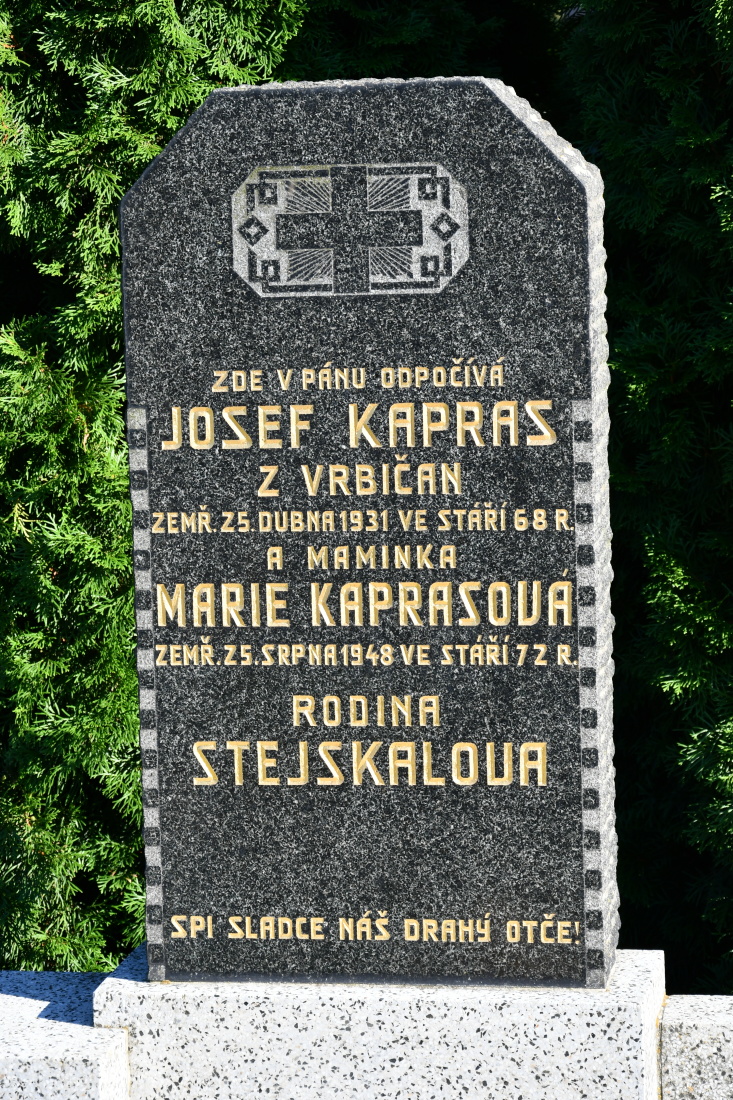 ZDE V PÁNU ODPOČÍVÁ
JOSEF KAPRAS
Z VRBIČAN
ZEMŘ. 25. DUBNA 1931 VE STÁŘÍ 68 R.
A MAMINKA
MARIE KAPRASOVÁ
ZEMŘ. 25. SRPNA 1948 VE STÁŘÍ 72 R.
RODINA
STEJSKALOVA
SPI SLADCE NÁŠ DRAHÝ OTČE!